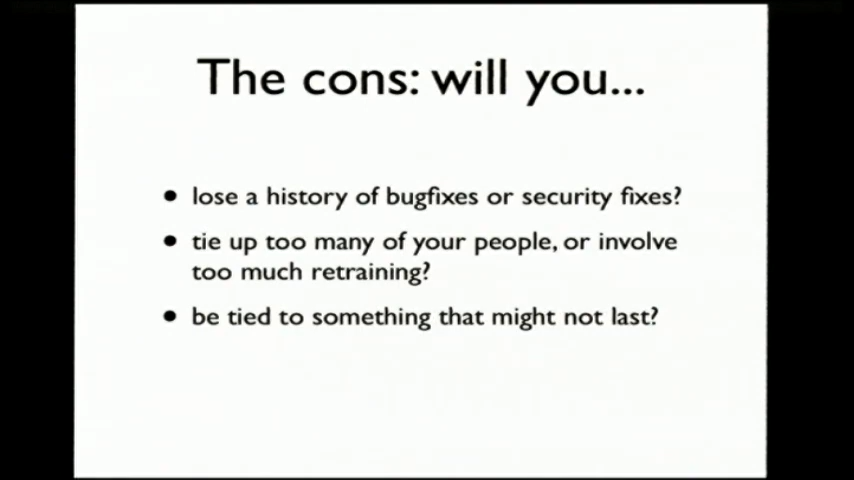 The cons: will you...
• lose a history of bugfixes or security fixes?
• tie up too many of your people, or involve
too much retraining?
• be tied to something that might not last?